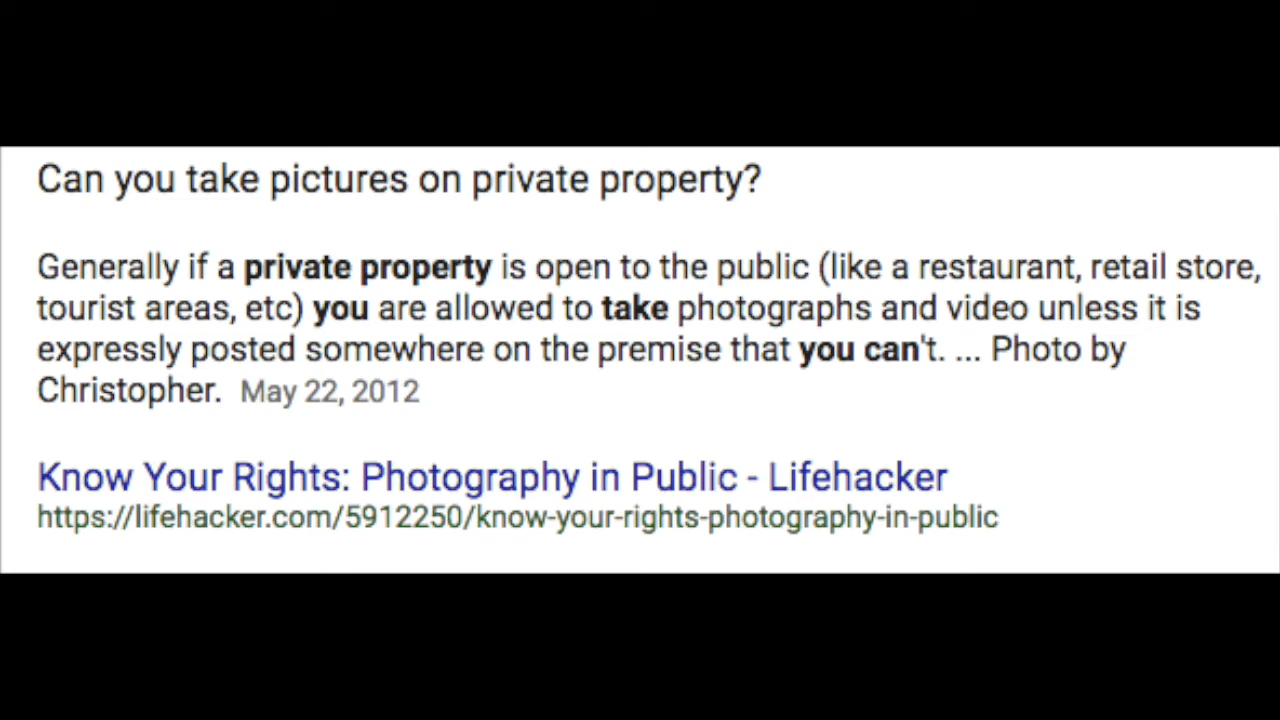 Can you take pictures on private property?
Generally if a private property is open to the public (like a restaurant, retail store,
tourist areas, etc) you are allowed to take photographs and video unless it is
expressly posted somewhere on the premise that you can't. ... Photo by
Christopher. May 22, 2012
Know Your Rights: Photography in Public - Lifehacker
https://lifehacker.com/5912250/know-your-rights-photography-in-public